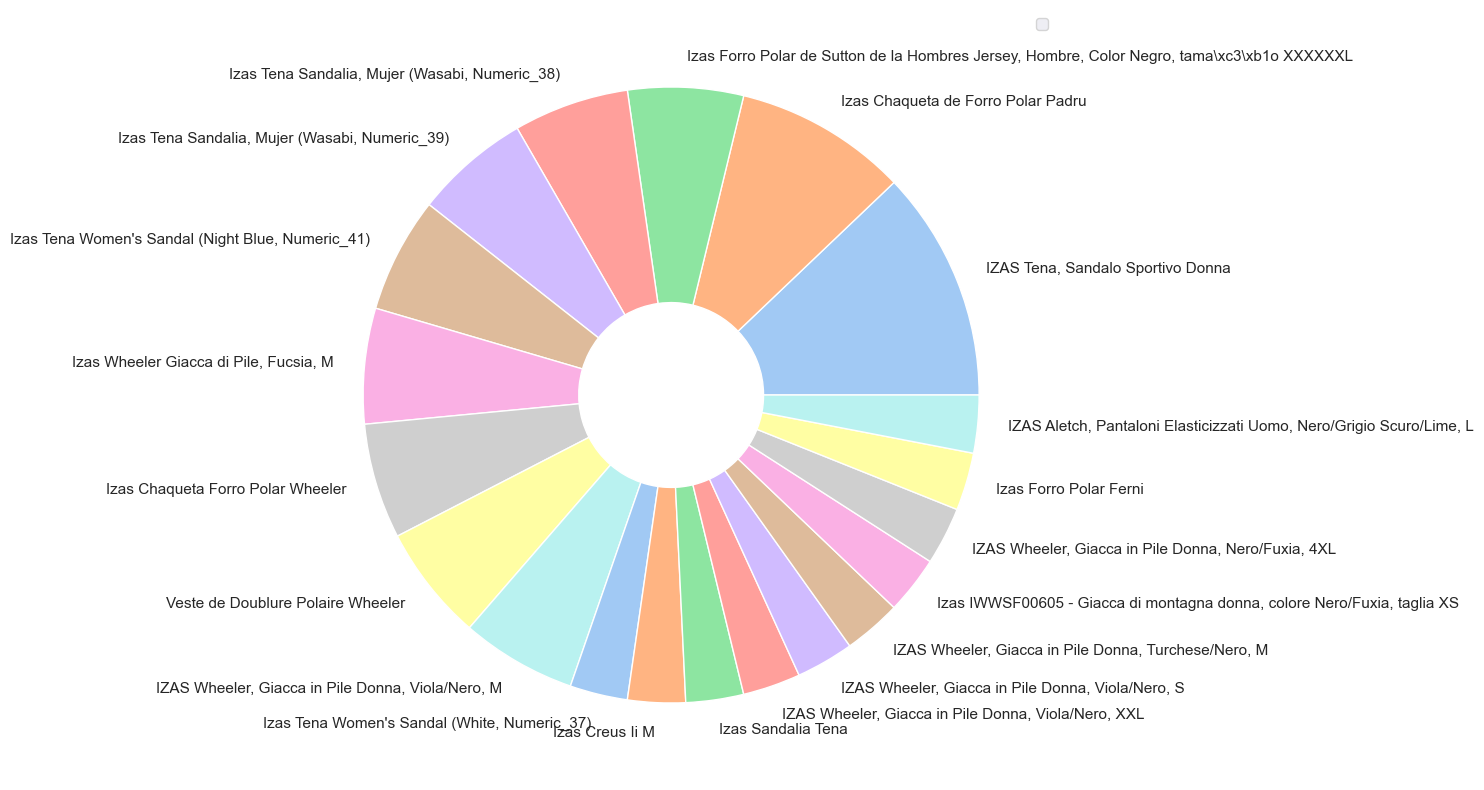 Izas Forro Polar de Sutton de la Hombres Jersey, Hombre, Color Negro, tama\xc3\xb1o XXXXXXL
Izas Tena Sandalia, Mujer (Wasabi, Numeric_38)
Izas Chaqueta de Forro Polar Padru
Izas Tena Sandalia, Mujer (Wasabi, Numeric_39)
Izas Tena Women's Sandal (Night Blue, Numeric_41)
IZAS Tena, Sandalo Sportivo Donna
Izas Wheeler Giacca di Pile, Fucsia, M
IZAS Aletch, Pantaloni Elasticizzati Uomo, Nero/Grigio Scuro/Lime, L
Izas Chaqueta Forro Polar Wheeler
Izas Forro Polar Ferni
IZAS Wheeler, Giacca in Pile Donna, Nero/Fuxia, 4XL
Veste de Doublure Polaire Wheeler
Izas IWWSF00605 - Giacca di montagna donna, colore Nero/Fuxia, taglia XS
IZAS Wheeler, Giacca in Pile Donna, Turchese/Nero, M
IZAS Wheeler, Giacca in Pile Donna, Viola/Nero, M
IZAS Wheeler, Giacca in Pile Donna, Viola/Nero, S
IZAS Wheeler, Giacca in Pile Donna, Viola/Nero, XXL
Izas Tena Women's Sandal (White, Numeric_37)
Izas Sandalia Tena
Izas Creus Ii M